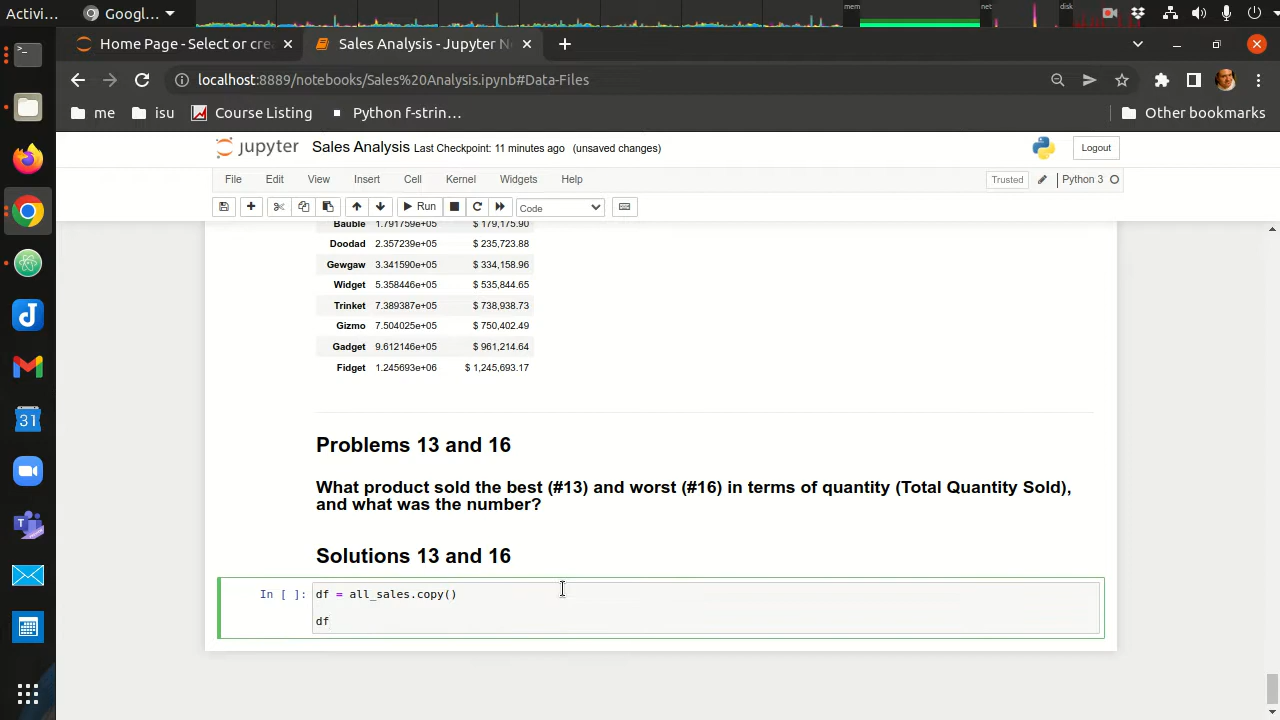 Activi...
Google...
mem
net
disk
Home Page - Select or crea
Sales Analysis - Jupyter N
localhost:8889/notebooks/Sales%20Analysis.ipynb#Data-Files
me
isu
Course Listing
Python f-strin...
Other bookmarks
jupyter
Sales Analysis
Last Checkpoint: 11 minutes ago
(unsaved changes)
Logout
File
Edit
View
Insert
Cell
Kernel
Widgets
Help
Trusted
Python 3
Run
Code
Bauble 1.791759e+05 $ 179,175.90
Doodad 2.357239e+05 $ 235,723.88
Gewgaw 3.341590e+05 $ 334,158.96
Widget 5.358446e+05 $ 535,844.65
Trinket 7.389387e+05 $ 738,938.73
Gizmo 7.504025e+05 $ 750,402.49
Gadget 9.612146e+05 $ 961,214.64
Fidget 1.245693e+06 $ 1,245,693.17
Problems 13 and 16
What product sold the best (#13) and worst (#16) in terms of quantity (Total Quantity Sold),
and what was the number?
Solutions 13 and 16
In [ ]: df = all_sales.copy()
df
31